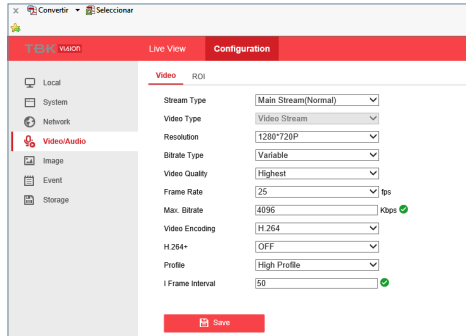 x Convertir Seleccionar
TBK VISION Live View Configuration
Video ROI
Local
System
Network
Video/Audio
Image
Event
Storage
Stream Type Main Stream(Normal)
Video Type Video Stream
Resolution 1280*720P
Bitrate Type Variable
Video Quality Highest
Frame Rate 25 fps
Max. Bitrate 4096 Kbps
Video Encoding H.264
H.264+ OFF
Profile High Profile
I Frame Interval 50
Save